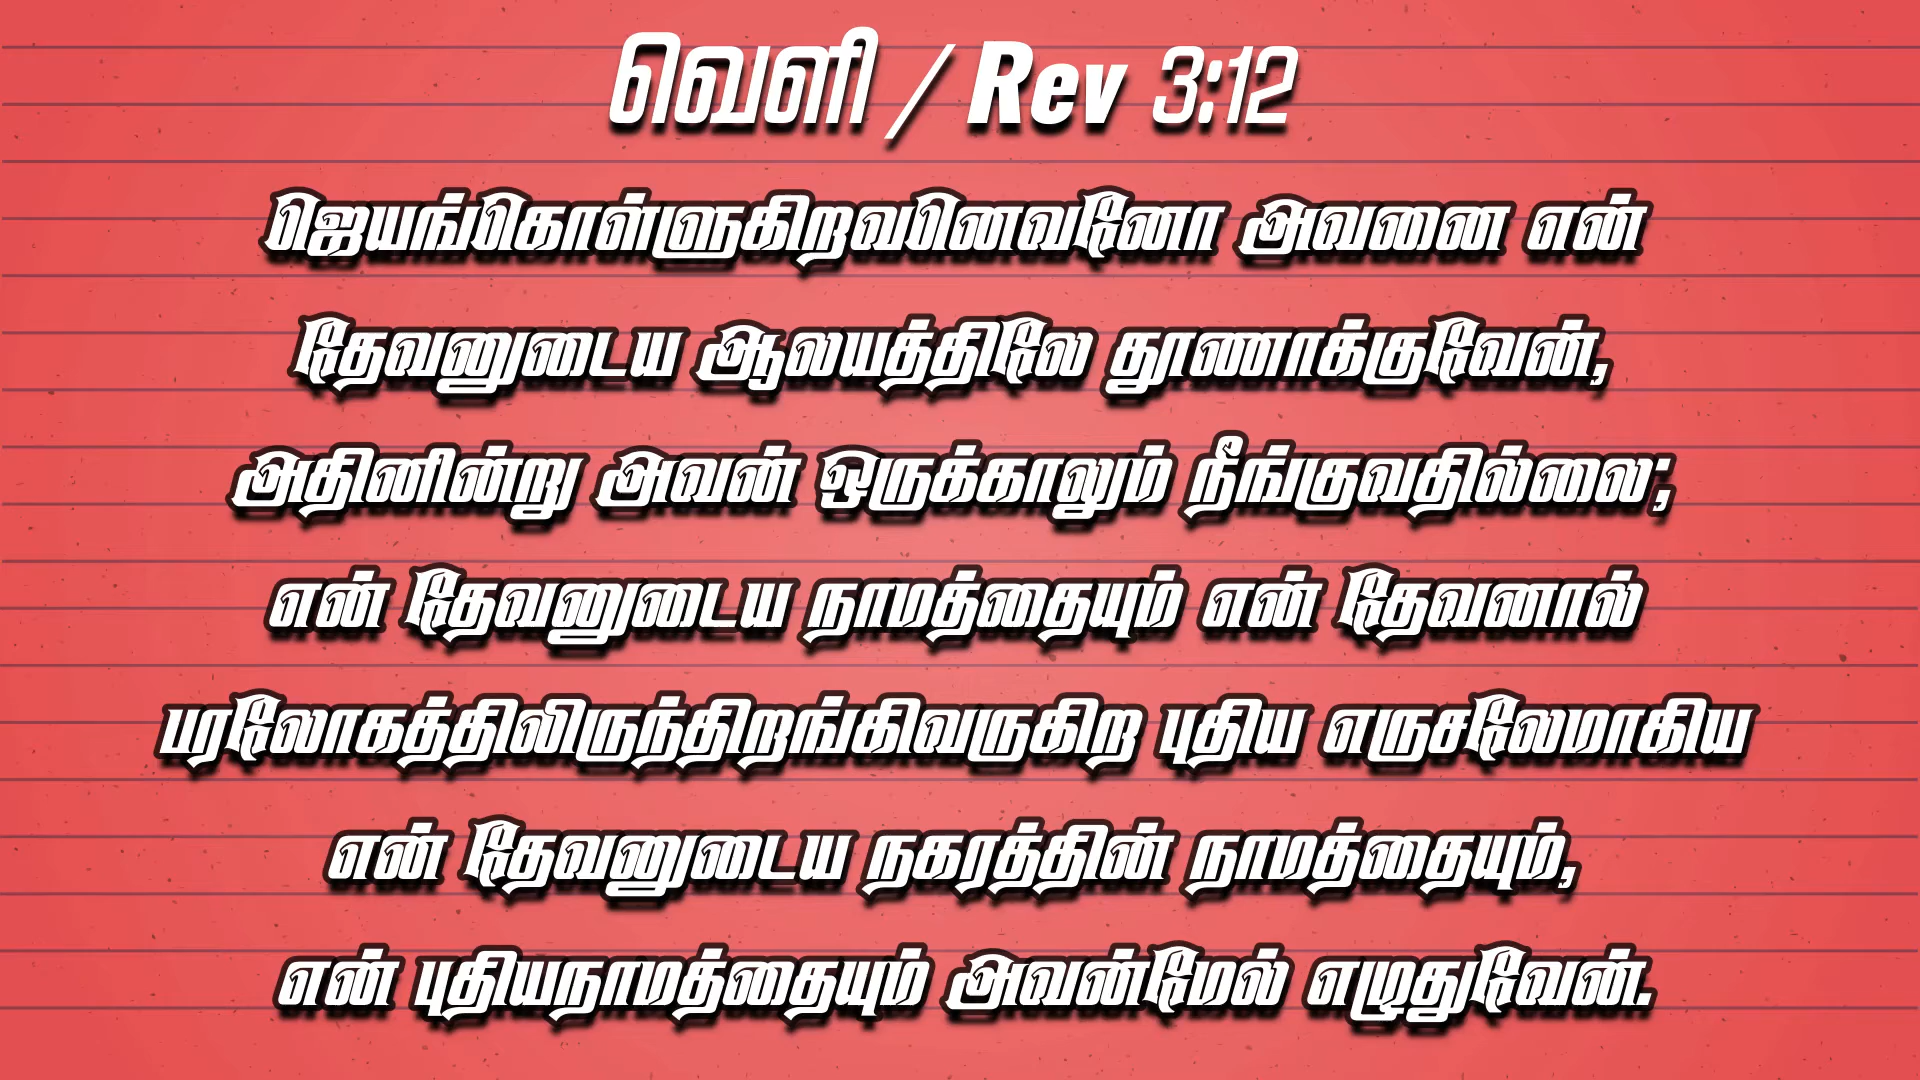 வெளி / Rev 3:12
ஜெயங்கொள்ளுகிறவனெவனோ அவனை என்
தேவனுடைய ஆலயத்திலே தூணாக்குவேன்,
அதினின்று அவன் ஒருக்காலும் நீங்குவதில்லை;
என் தேவனுடைய நாமத்தையும் என் தேவனால்
பரலோகத்திலிருந்திறங்கிவருகிற புதிய எருசலேமாகிய
என் தேவனுடைய நகரத்தின் நாமத்தையும்,
என் புதியநாமத்தையும் அவன்மேல் எழுதுவேன்.